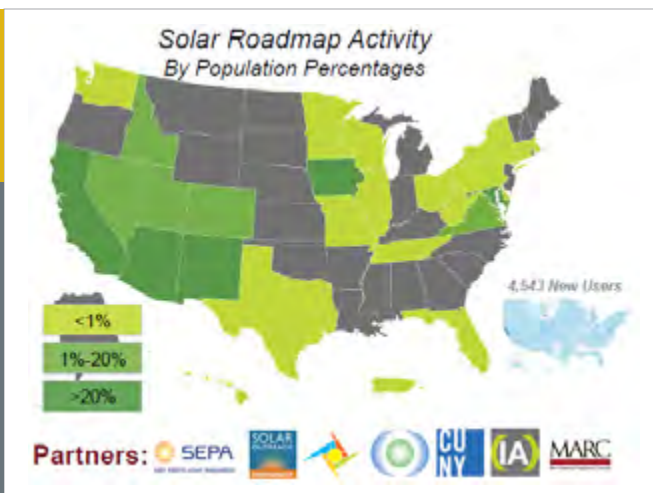 Solar Roadmap Activity
By Population Percentages
4,543 New Users
<1%
1%-20%
>20%
Partners:
SEPA
SOLAR
CU
NY
(IA)
MARC